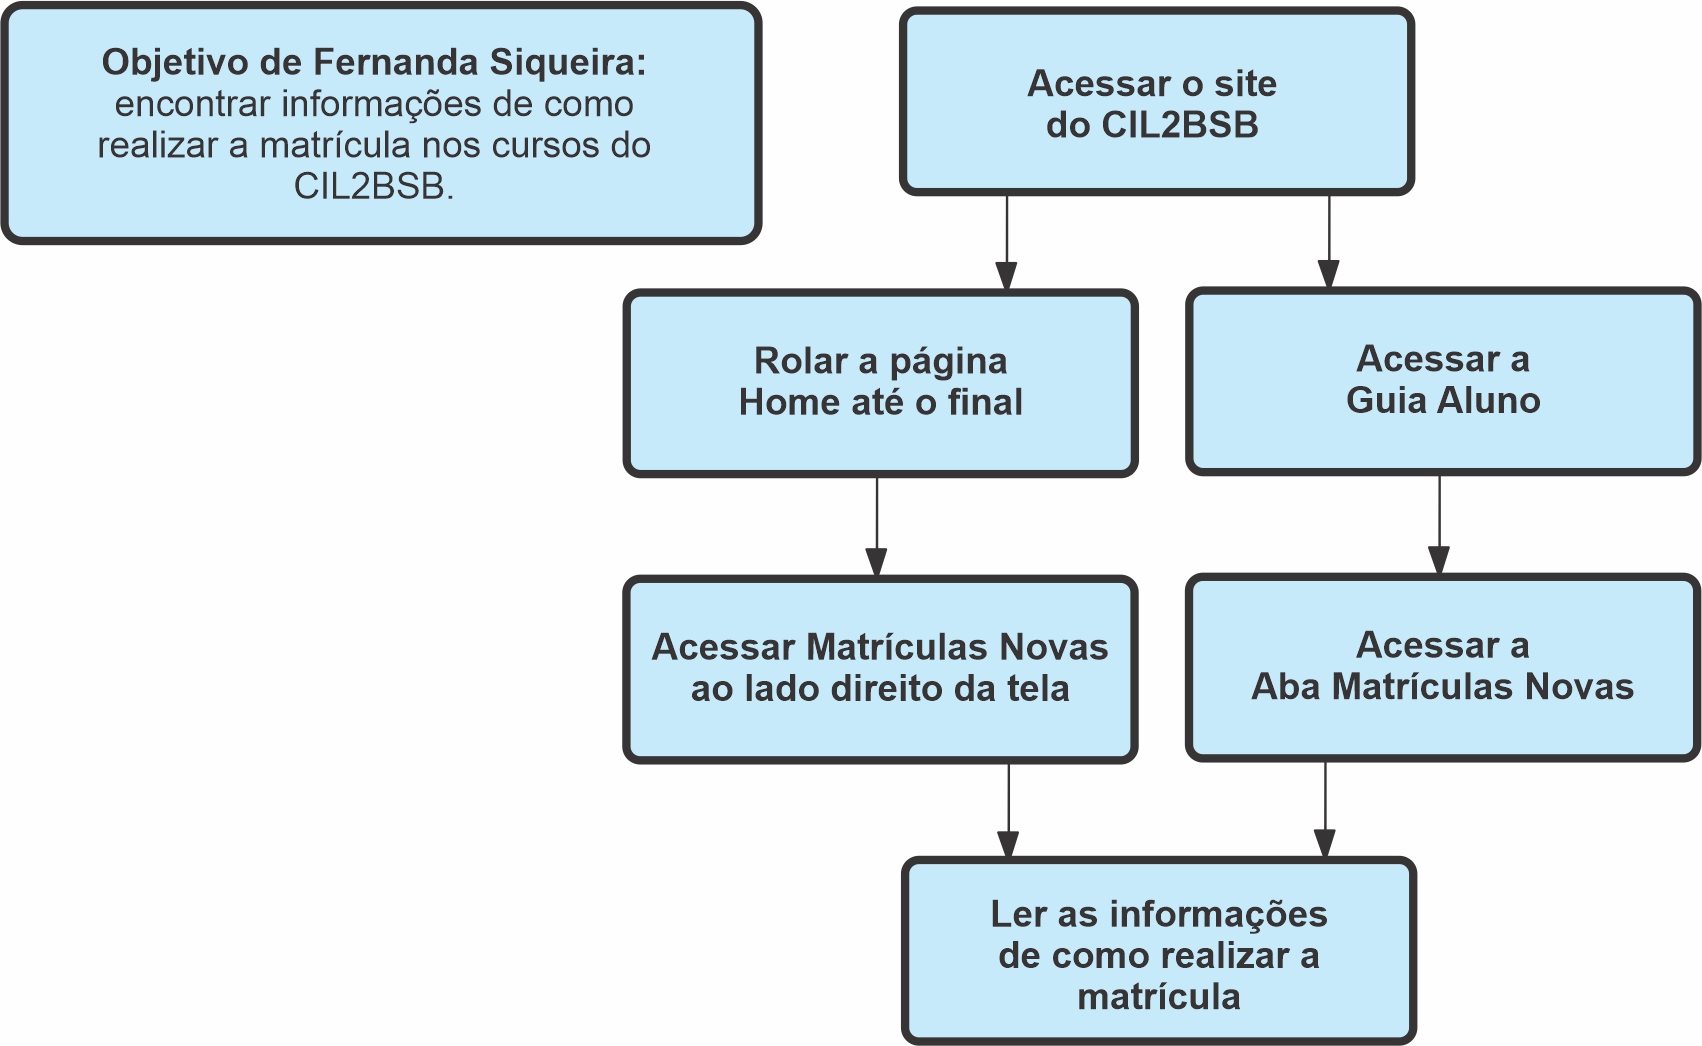 Objetivo de Fernanda Siqueira:
encontrar informações de como
realizar a matrícula nos cursos do
CIL2BSB.
Acessar o site
do CIL2BSB
Rolar a página
Home até o final
Acessar a
Guia Aluno
Acessar Matrículas Novas
ao lado direito da tela
Acessar a
Aba Matrículas Novas
Ler as informações
de como realizar a
matrícula